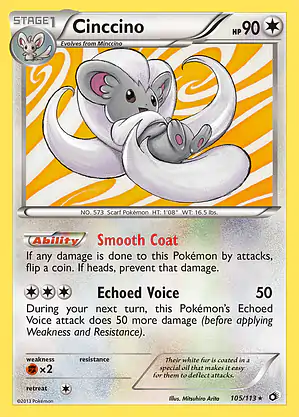 STAGE1
Cinccino
HP 90
Evolves from Minccino
NO. 573 Scarf Pokémon HT: 1'08" WT: 16.5 lbs.
Ability Smooth Coat
If any damage is done to this Pokémon by attacks,
flip a coin. If heads, prevent that damage.
Echoed Voice 50
During your next turn, this Pokémon's Echoed
Voice attack does 50 more damage (before applying
Weakness and Resistance).
weakness resistance
×2
retreat
Their white fur is coated in a
special oil that makes it easy
for them to deflect attacks.
Illus. Mitsuhiro Arita
105/113 ★
©2013 Pokémon